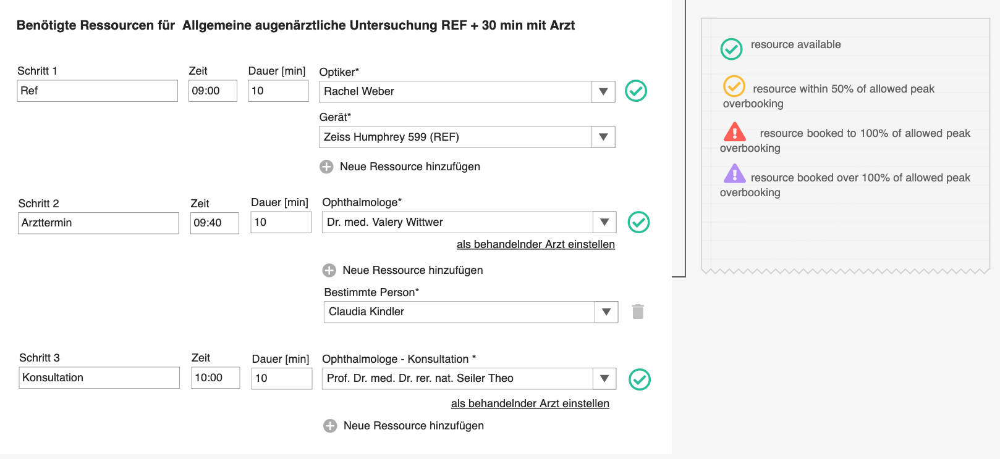 Benötigte Ressourcen für  Allgemeine augenärztliche Untersuchung REF + 30 min mit Arzt
Schritt 1
Zeit
Dauer [min]
Optiker*
Ref
09:00
10
Rachel Weber
Gerät*
Zeiss Humphrey 599 (REF)
Neue Ressource hinzufügen
Schritt 2
Zeit
Dauer [min]
Ophthalmologe*
Arzttermin
09:40
10
Dr. med. Valery Wittwer
als behandelnder Arzt einstellen
Neue Ressource hinzufügen
Bestimmte Person*
Claudia Kindler
Schritt 3
Zeit
Dauer [min]
Ophthalmologe - Konsultation *
Konsultation
10:00
10
Prof. Dr. med. Dr. rer. nat. Seiler Theo
als behandelnder Arzt einstellen
Neue Ressource hinzufügen
resource available
resource within 50% of allowed peak
overbooking
resource booked to 100% of allowed peak
overbooking
resource booked over 100% of allowed peak
overbooking